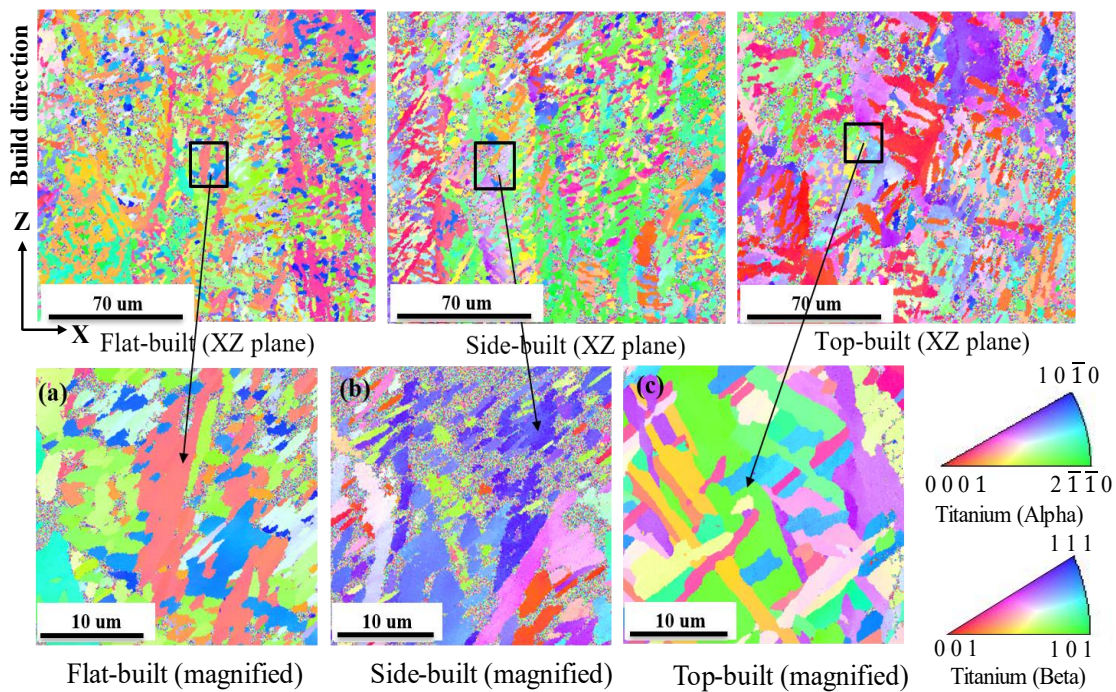 Build direction
Z
X
70 um
70 um
70 um
Flat-built (XZ plane)
Side-built (XZ plane)
Top-built (XZ plane)
(a)
(b)
(c)
10 um
10 um
10 um
Flat-built (magnified)
Side-built (magnified)
Top-built (magnified)
1 0 1̅ 0
0 0 0 1
2 1̅ 1̅ 0
Titanium (Alpha)
1 1 1
0 0 1
1 0 1
Titanium (Beta)